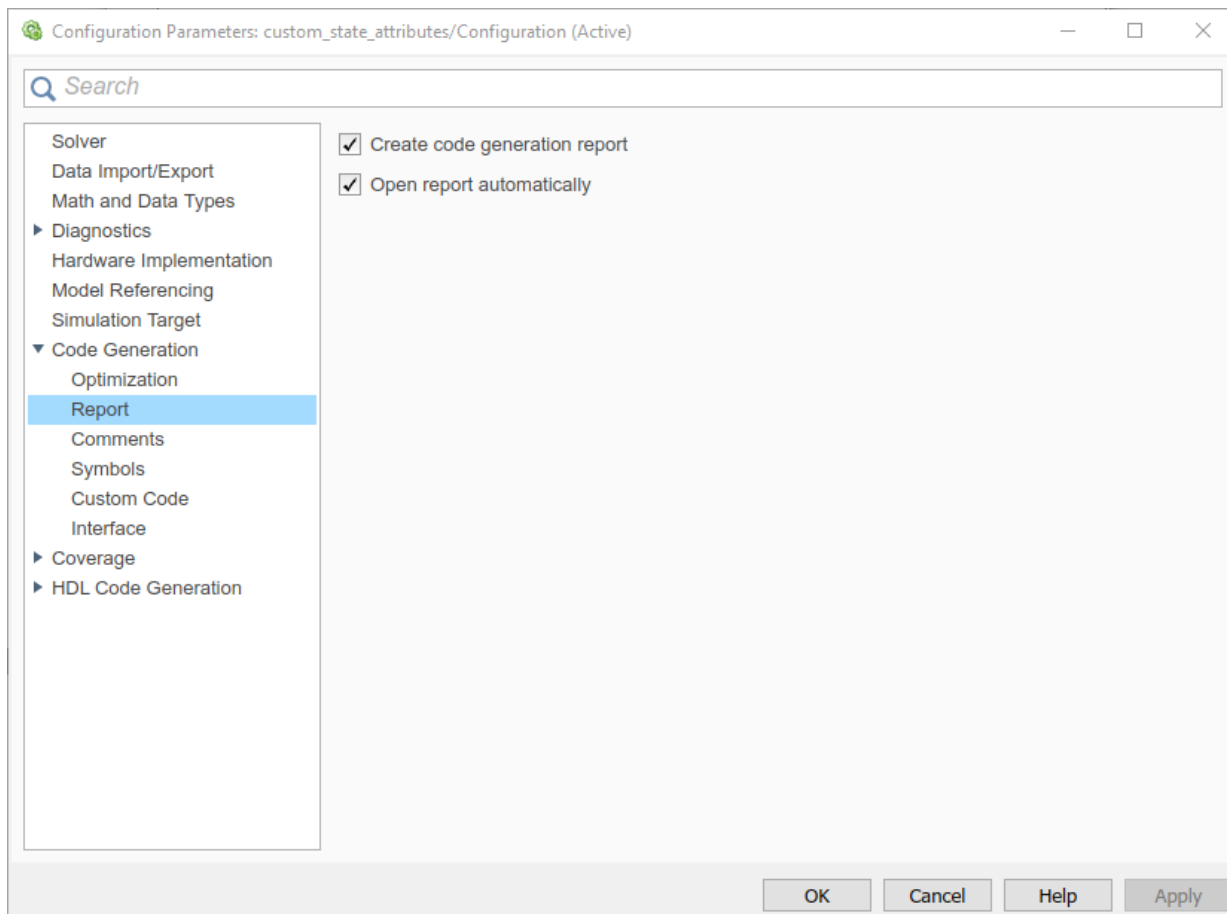 Configuration Parameters: custom_state_attributes/Configuration (Active)
Search
Solver
Data Import/Export
Math and Data Types
Diagnostics
Hardware Implementation
Model Referencing
Simulation Target
Code Generation
Optimization
Report
Comments
Symbols
Custom Code
Interface
Coverage
HDL Code Generation
Create code generation report
Open report automatically
OK Cancel Help Apply